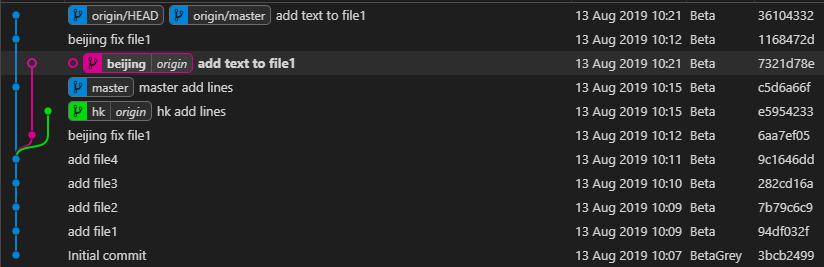 origin/HEAD origin/master add text to file1 13 Aug 2019 10:21 Beta 36104332
beijing fix file1 13 Aug 2019 10:12 Beta 1168472d
beijing origin add text to file1 13 Aug 2019 10:21 Beta 7321d78e
master master add lines 13 Aug 2019 10:15 Beta c5d6a66f
hk origin hk add lines 13 Aug 2019 10:15 Beta e5954233
beijing fix file1 13 Aug 2019 10:12 Beta 6aa7ef05
add file4 13 Aug 2019 10:11 Beta 9c1646dd
add file3 13 Aug 2019 10:10 Beta 282cd16a
add file2 13 Aug 2019 10:09 Beta 7b79c6c9
add file1 13 Aug 2019 10:09 Beta 94df032f
Initial commit 13 Aug 2019 10:07 BetaGrey 3bcb2499